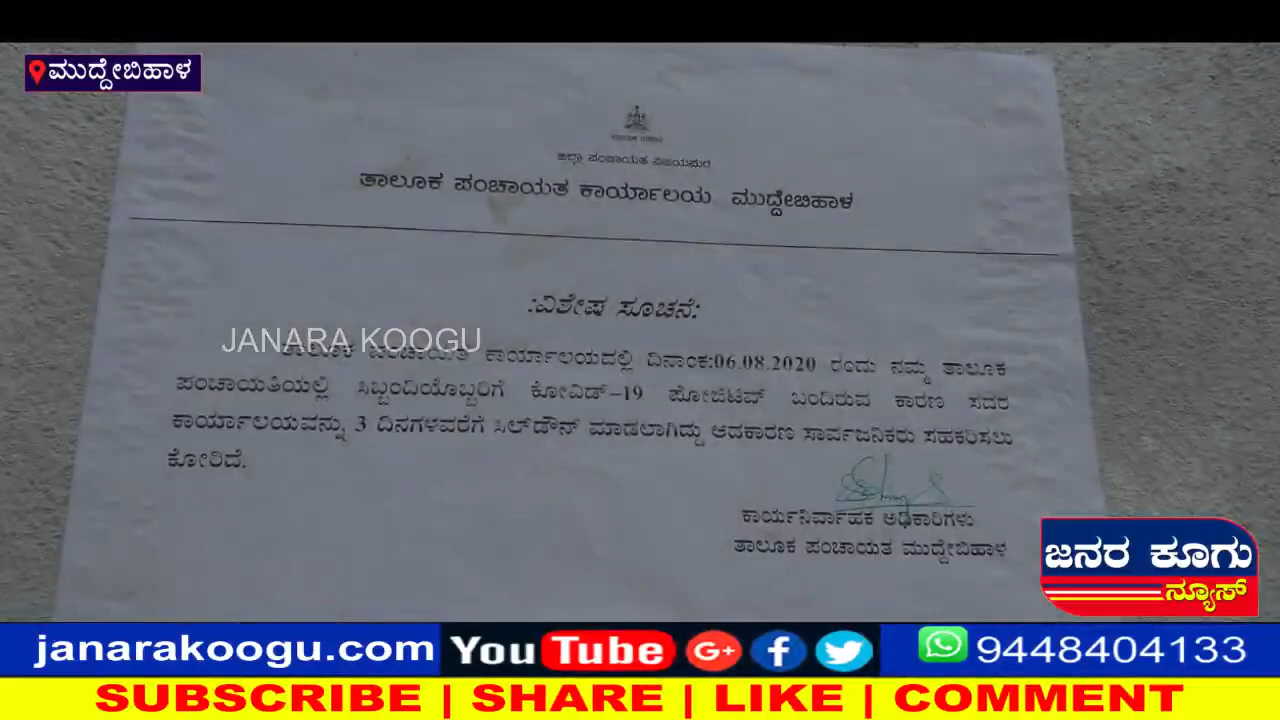 ಮುದ್ದೇಬಿಹಾಳ
ಜಿಲ್ಲಾ ಪಂಚಾಯತ ವಿಜಯಪುರ
ತಾಲೂಕ ಪಂಚಾಯತ ಕಾರ್ಯಾಲಯ ಮುದ್ದೇಬಿಹಾಳ
:ವಿಶೇಷ ಸೂಚನೆ:
JANARA KOOGU
ತಾಲೂಕ ಪಂಚಾಯತ ಕಾರ್ಯಾಲಯದಲ್ಲಿ ದಿನಾಂಕ:06.08.2020 ರಂದು ನಮ್ಮ ತಾಲೂಕ
ಪಂಚಾಯತಿಯಲ್ಲಿ ಸಿಬ್ಬಂದಿಯೊಬ್ಬರಿಗೆ ಕೋವಿಡ್-19 ಪೋಜಿಟಿವ್ ಬಂದಿರುವ ಕಾರಣ ಸದರ
ಕಾರ್ಯಾಲಯವನ್ನು 3 ದಿನಗಳವರೆಗೆ ಸಿಲ್‌ಡೌನ್ ಮಾಡಲಾಗಿದ್ದು ಆದಕಾರಣ ಸಾರ್ವಜನಿಕರು ಸಹಕರಿಸಲು
ಕೋರಿದೆ.
ಕಾರ್ಯನಿರ್ವಾಹಕ ಅಧಿಕಾರಿಗಳು
ತಾಲೂಕ ಪಂಚಾಯತ ಮುದ್ದೇಬಿಹಾಳ
ಜನರ ಕೂಗು
ನ್ಯೂಸ್
janarakoogu.com YouTube G+ 9448404133
SUBSCRIBE | SHARE | LIKE | COMMENT